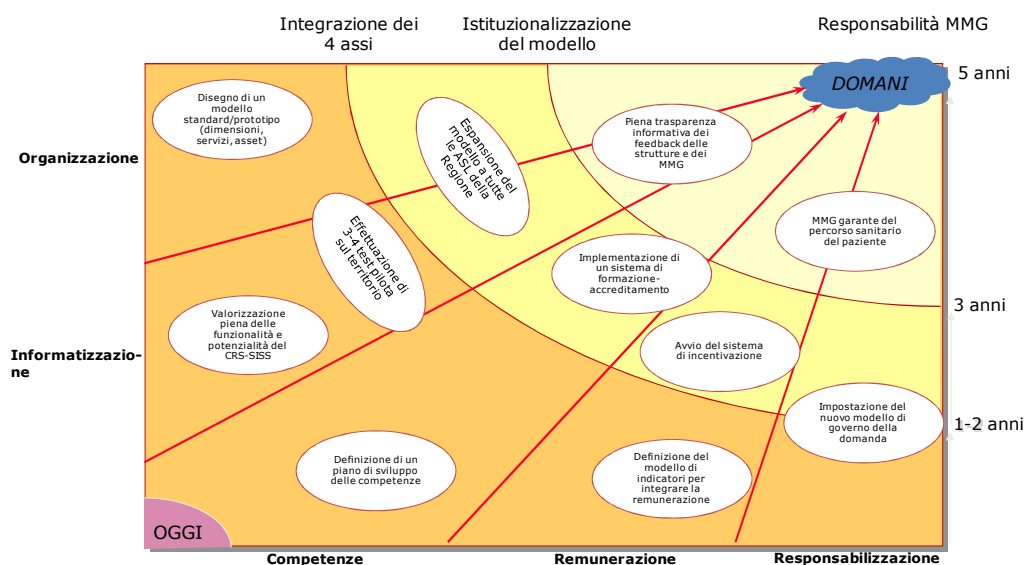 Integrazione dei
4 assi
Istituzionalizzazione
del modello
Responsabilità MMG
DOMANI
5 anni
Disegno di un
modello
standard/prototipo
(dimensioni,
servizi, asset)
Organizzazione
Espansione del
modello a tutte
le ASL della
Regione
Piena trasparenza
informativa dei
feedback delle
strutture e dei
MMG
Effettuazione di
3-4 test pilota
sul territorio
MMG garante del
percorso sanitario
del paziente
Implementazione di
un sistema di
formazione-
accreditamento
3 anni
Valorizzazione
piena delle
funzionalità e
potenzialità del
CRS-SISS
Informatizzazio-
ne
Avvio del sistema
di incentivazione
Impostazione del
nuovo modello di
governo della
domanda
1-2 anni
Definizione di un
piano di sviluppo
delle competenze
Definizione del
modello di
indicatori per
integrare la
remunerazione
OGGI
Competenze
Remunerazione
Responsabilizzazione